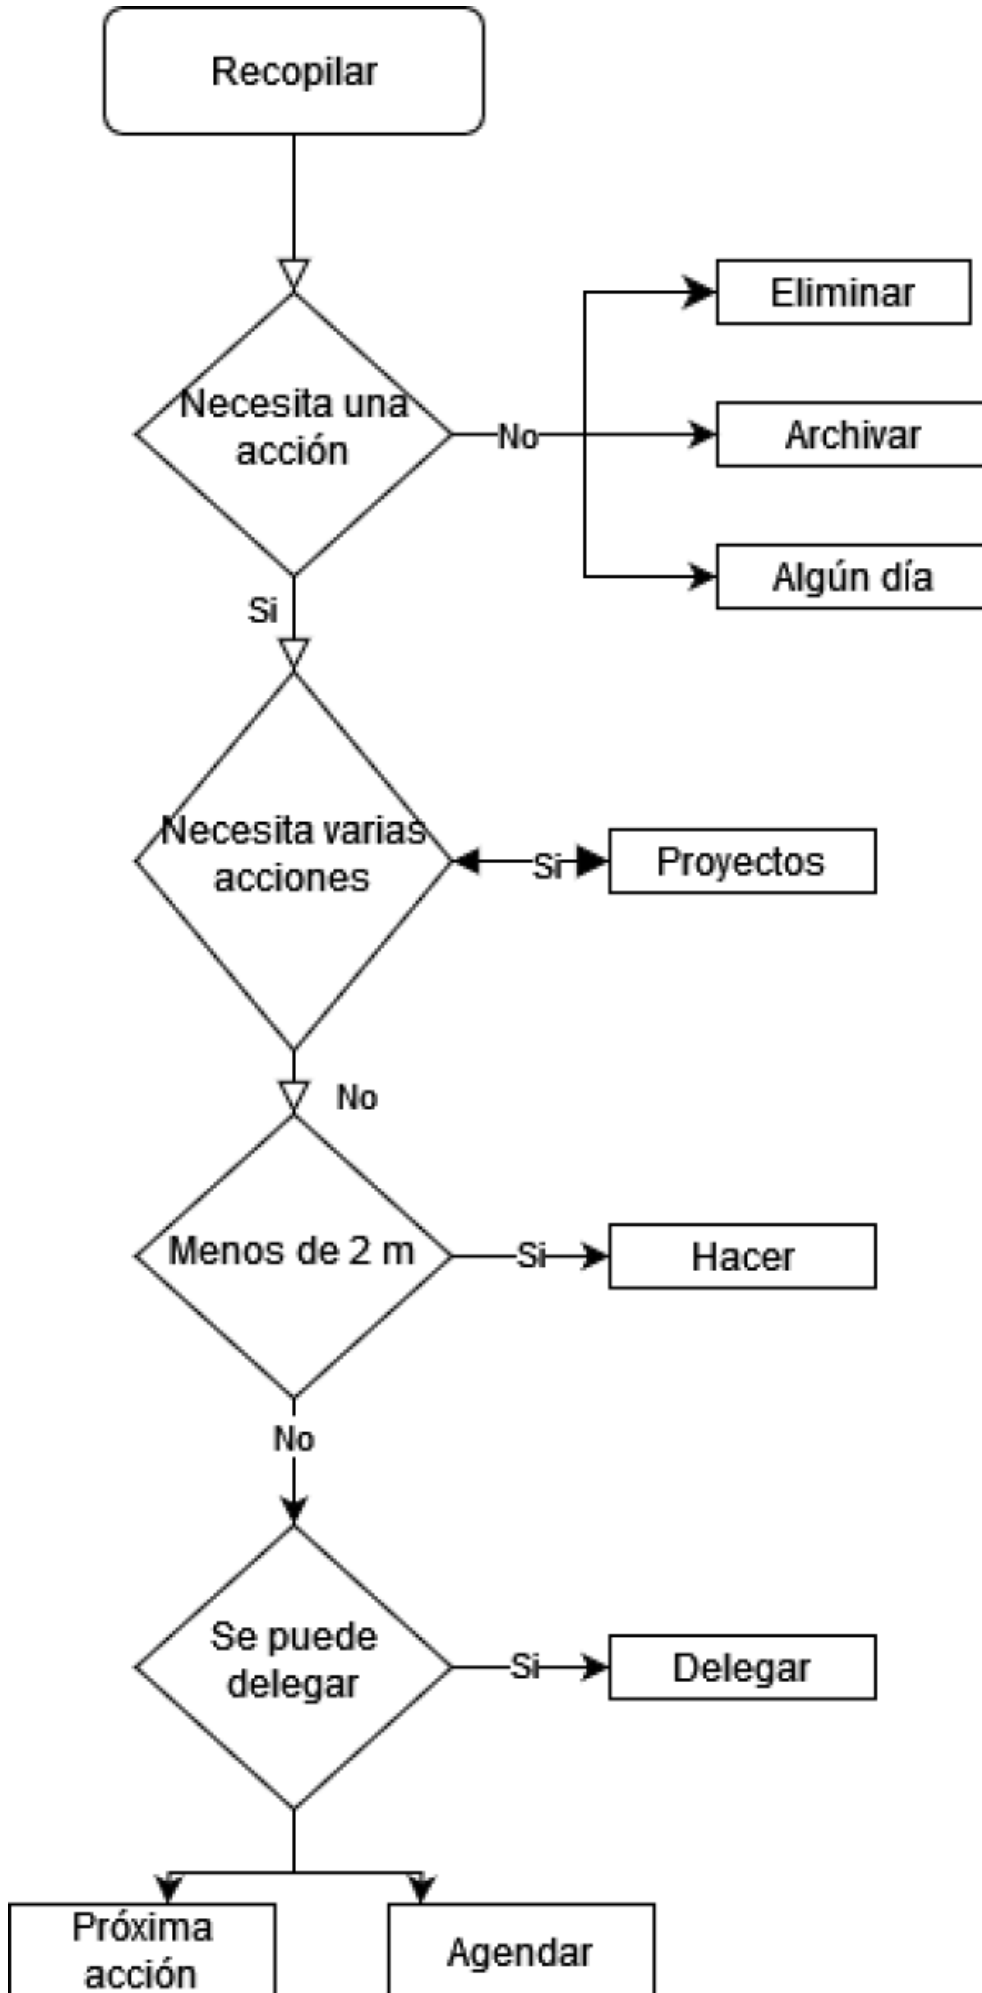 Recopilar
Eliminar
Necesita una
acción
No
Archivar
Algún día
Si
Necesita varias
acciones
Si
Proyectos
No
Menos de 2 m
Si
Hacer
No
Se puede
delegar
Si
Delegar
Próxima
acción
Agendar